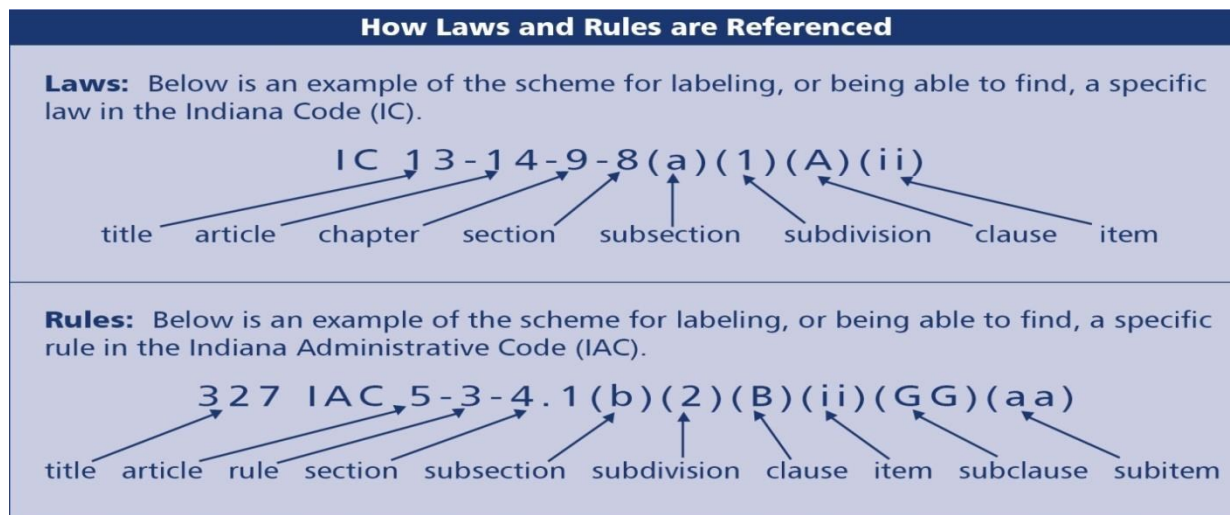 How Laws and Rules are Referenced
Laws: Below is an example of the scheme for labeling, or being able to find, a specific
law in the Indiana Code (IC).
IC 13-14-9-8(a)(1)(A)(ii)
title article chapter section subsection subdivision clause item
Rules: Below is an example of the scheme for labeling, or being able to find, a specific
rule in the Indiana Administrative Code (IAC).
327 IAC 5-3-4.1(b)(2)(B)(ii)(GG)(aa)
title article rule section subsection subdivision clause item subclause subitem